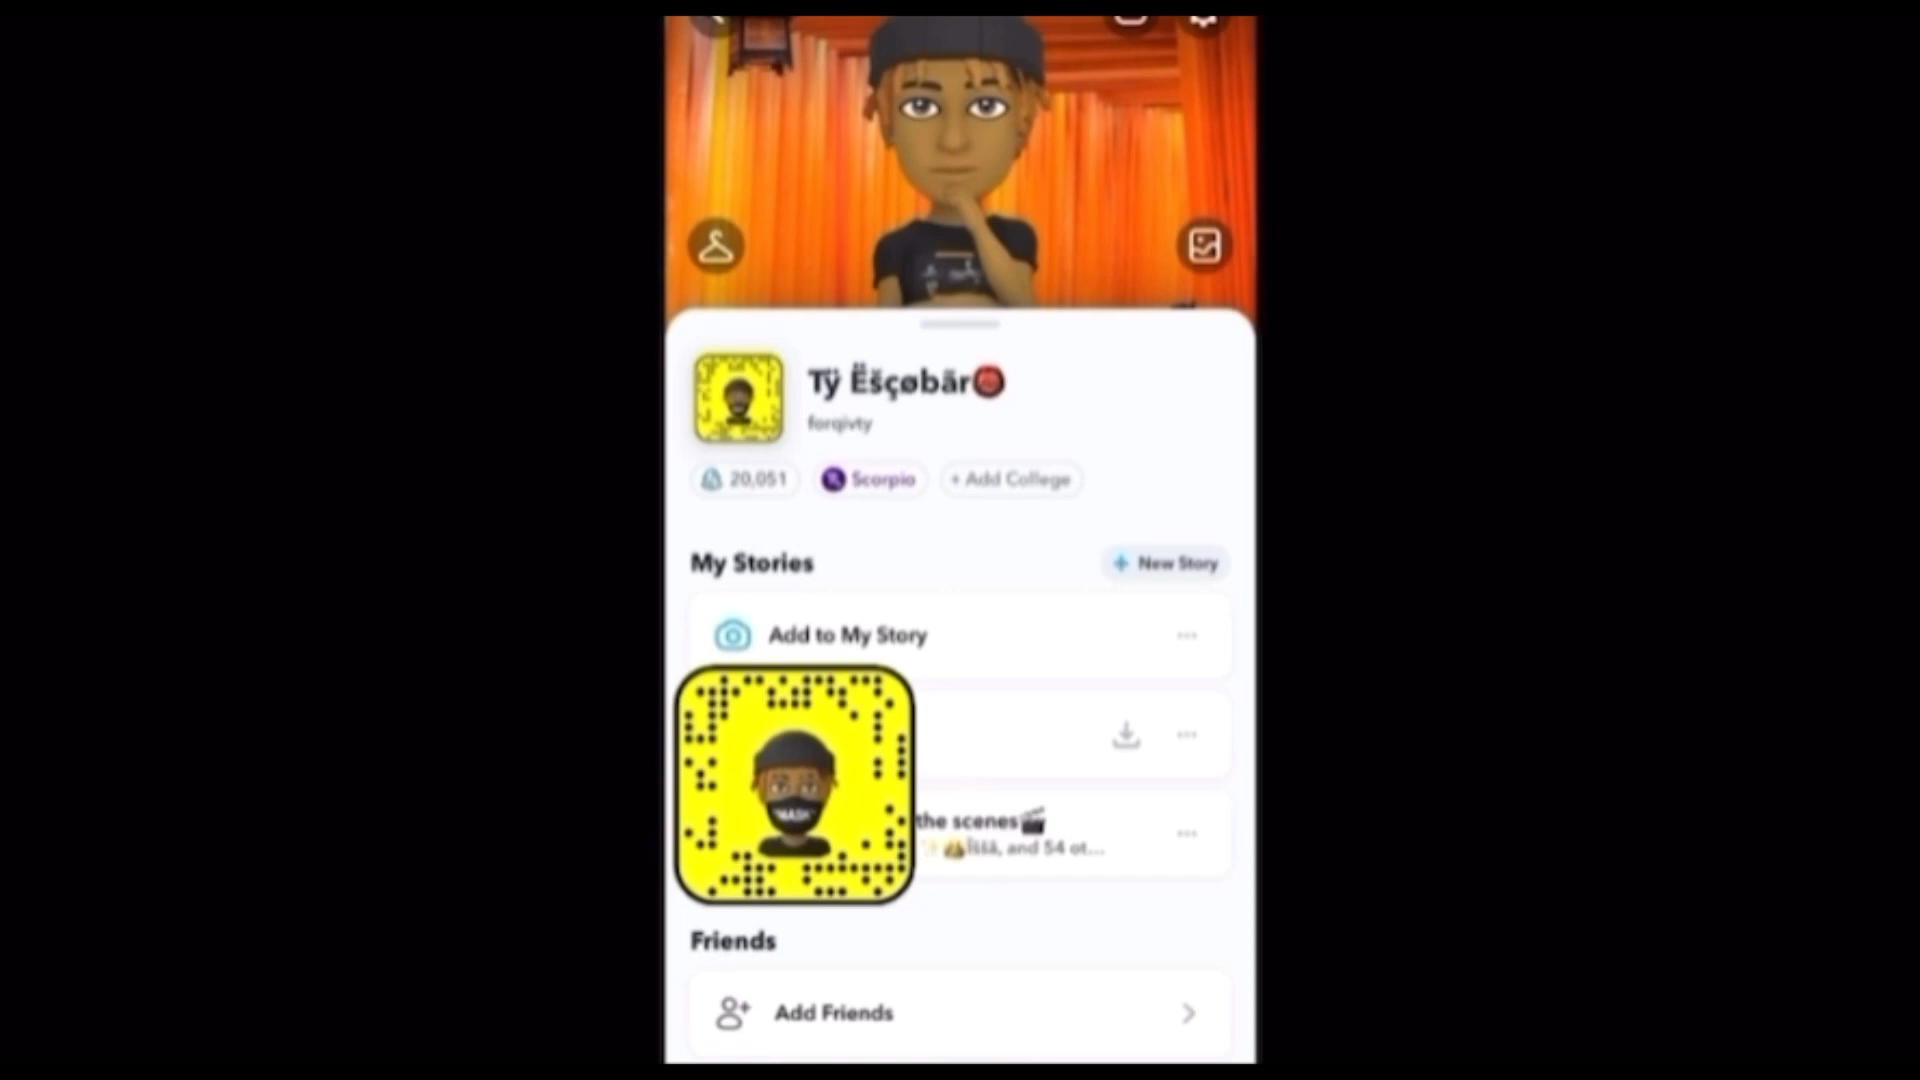 Tÿ Ëšçøbär
forqivty
20,051
Scorpio
+ Add College
My Stories
+ New Story
Add to My Story
the scenes🎬
and 54 ot...
Friends
Add Friends